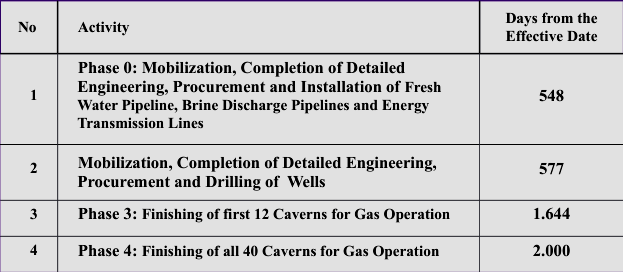 No
Activity
Days from the
Effective Date
1
Phase 0: Mobilization, Completion of Detailed
Engineering, Procurement and Installation of Fresh
Water Pipeline, Brine Discharge Pipelines and Energy
Transmission Lines
548
2
Mobilization, Completion of Detailed Engineering,
Procurement and Drilling of Wells
577
3
Phase 3: Finishing of first 12 Caverns for Gas Operation
1.644
4
Phase 4: Finishing of all 40 Caverns for Gas Operation
2.000